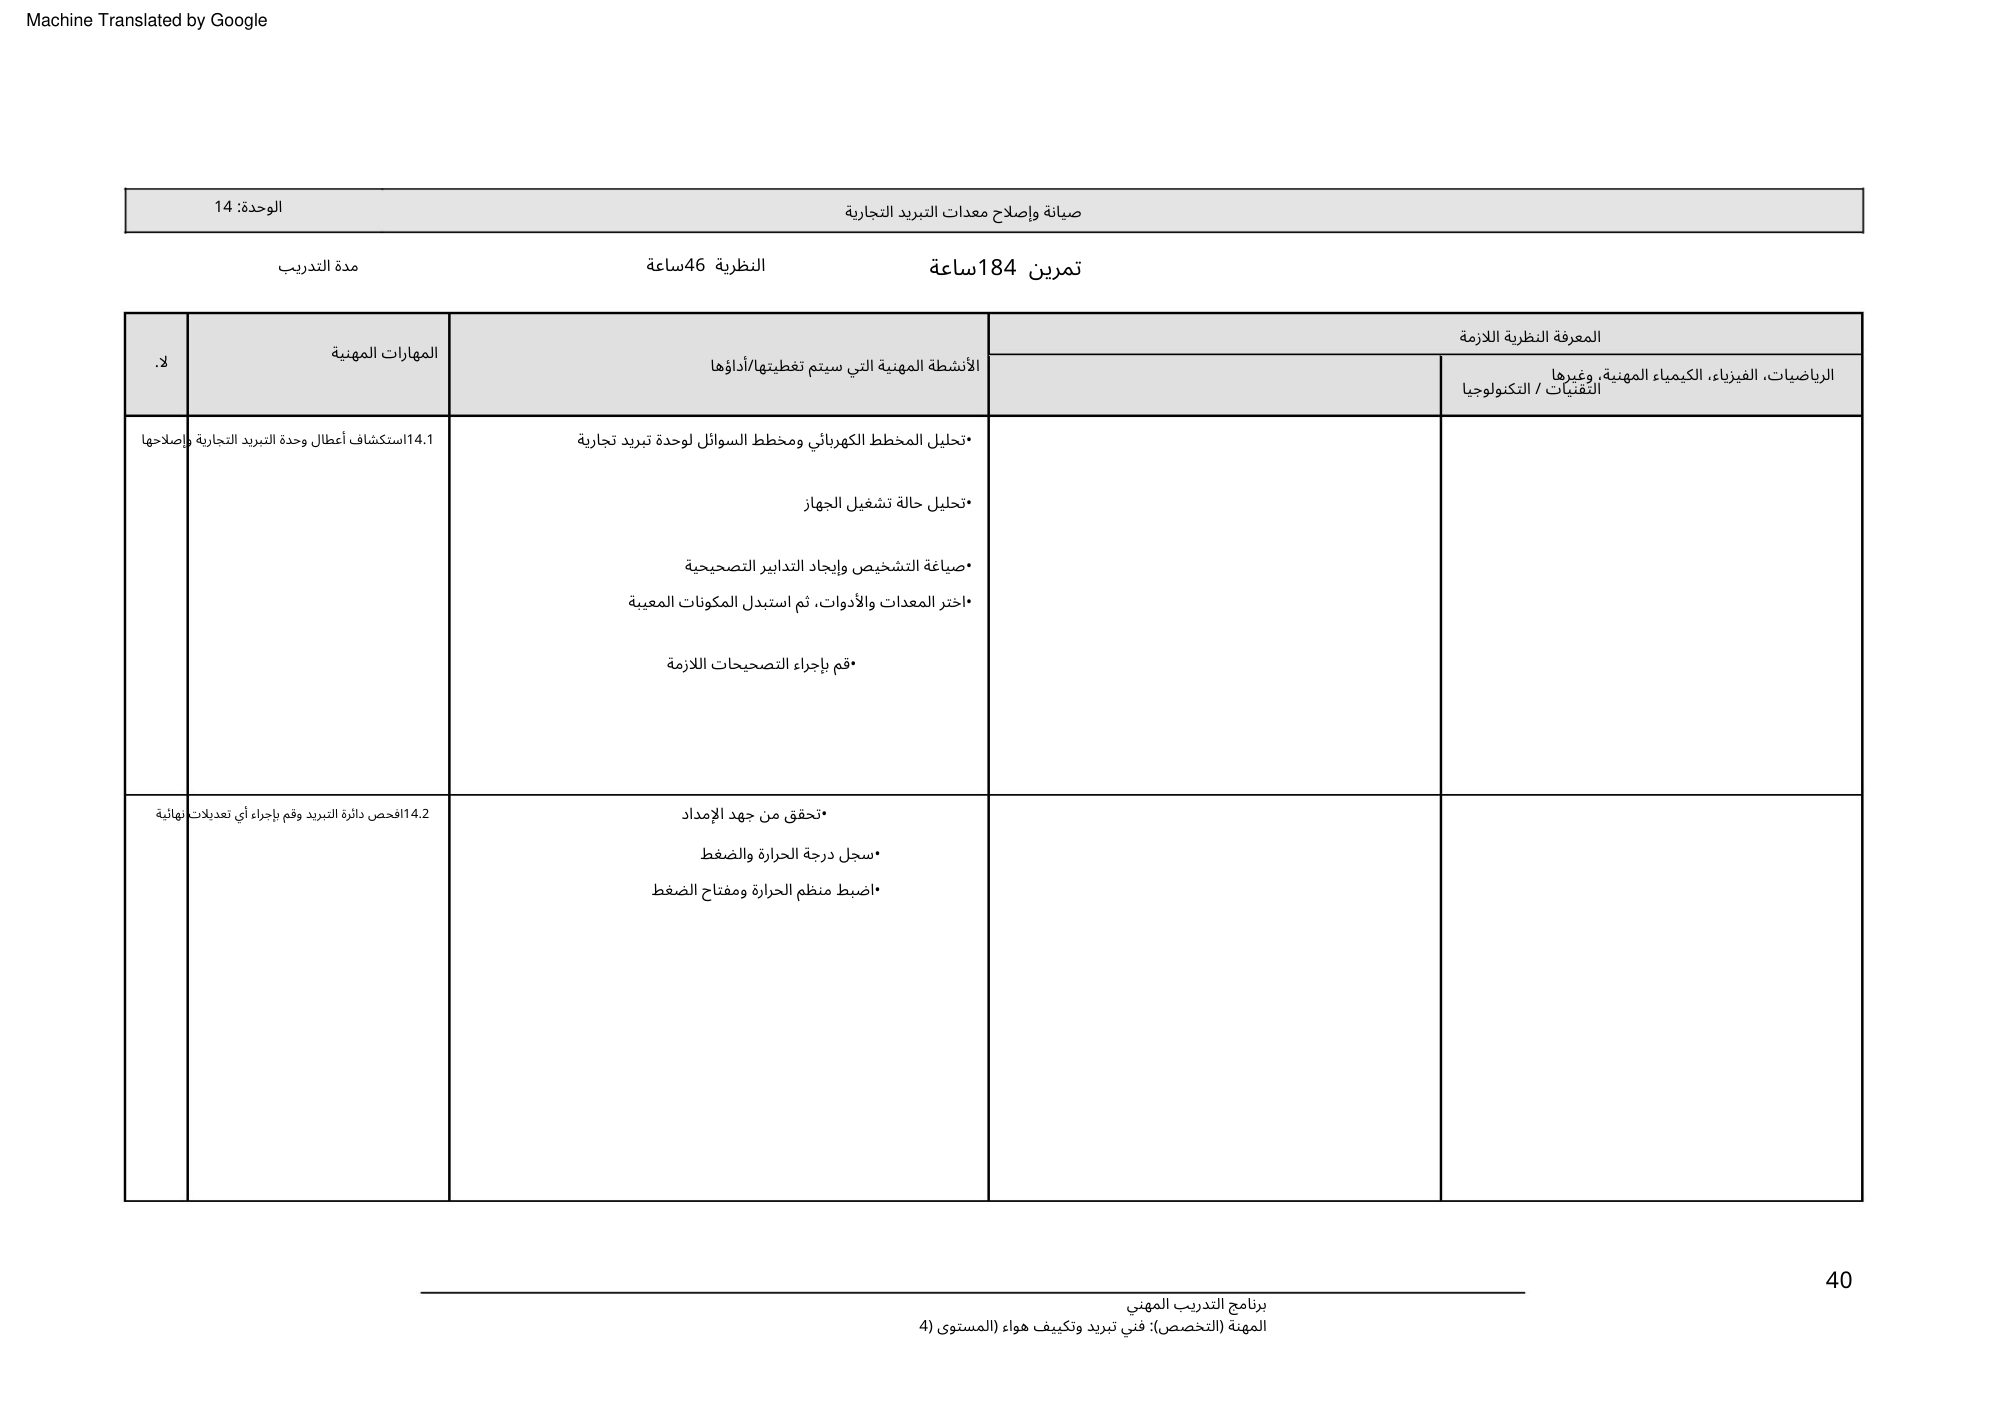 Machine Translated by Google
الوحدة: 14
صيانة وإصلاح معدات التبريد التجارية
مدة التدريب
النظرية 46ساعة
تمرين 184ساعة
لا.
المهارات المهنية
الأنشطة المهنية التي سيتم تغطيتها/أداؤها
المعرفة النظرية اللازمة
الرياضيات، الفيزياء، الكيمياء المهنية، وغيرها
التقنيات / التكنولوجيا
14.1استكشاف أعطال وحدة التبريد التجارية وإصلاحها
•تحليل المخطط الكهربائي ومخطط السوائل لوحدة تبريد تجارية
•تحليل حالة تشغيل الجهاز
•صياغة التشخيص وإيجاد التدابير التصحيحية
•اختر المعدات والأدوات، ثم استبدل المكونات المعيبة
•قم بإجراء التصحيحات اللازمة
14.2افحص دائرة التبريد وقم بإجراء أي تعديلات نهائية
•تحقق من جهد الإمداد
•سجل درجة الحرارة والضغط
•اضبط منظم الحرارة ومفتاح الضغط
40
برنامج التدريب المهني
المهنة (التخصص): فني تبريد وتكييف هواء (المستوى 4)